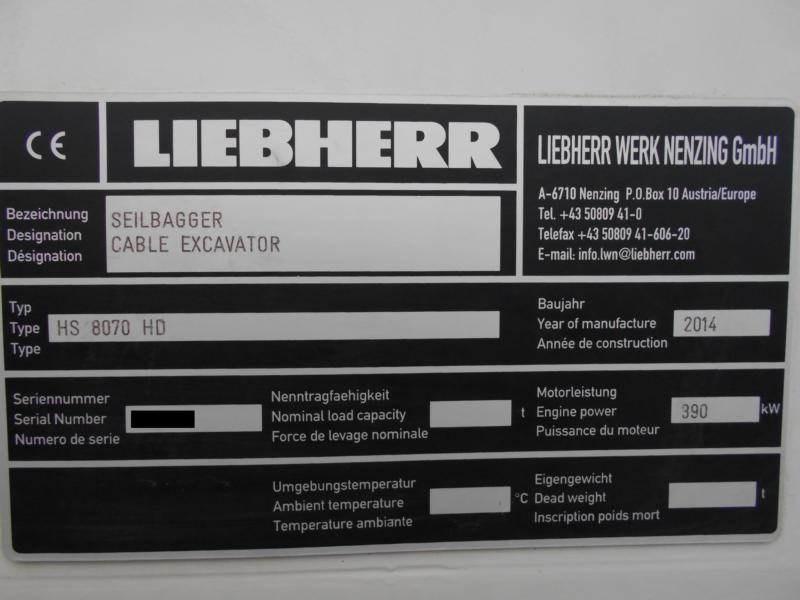 CE
LIEBHERR
LIEBHERR WERK NENZING GmbH
A-6710 Nenzing P.O.Box 10 Austria/Europe
Tel. +43 50809 41-0
Telefax +43 50809 41-606-20
E-mail: info.lwn@liebherr.com
Bezeichnung
Designation
Désignation
SEILBAGGER
CABLE EXCAVATOR
Typ
Type
Type
HS 8070 HD
Baujahr
Year of manufacture
Année de construction
2014
Seriennummer
Serial Number
Numero de serie
Nenntragfaehigkeit
Nominal load capacity
Force de levage nominale
t
Motorleistung
Engine power
Puissance du moteur
390
kW
Umgebungstemperatur
Ambient temperature
Temperature ambiante
°C
Eigengewicht
Dead weight
Inscription poids mort
t